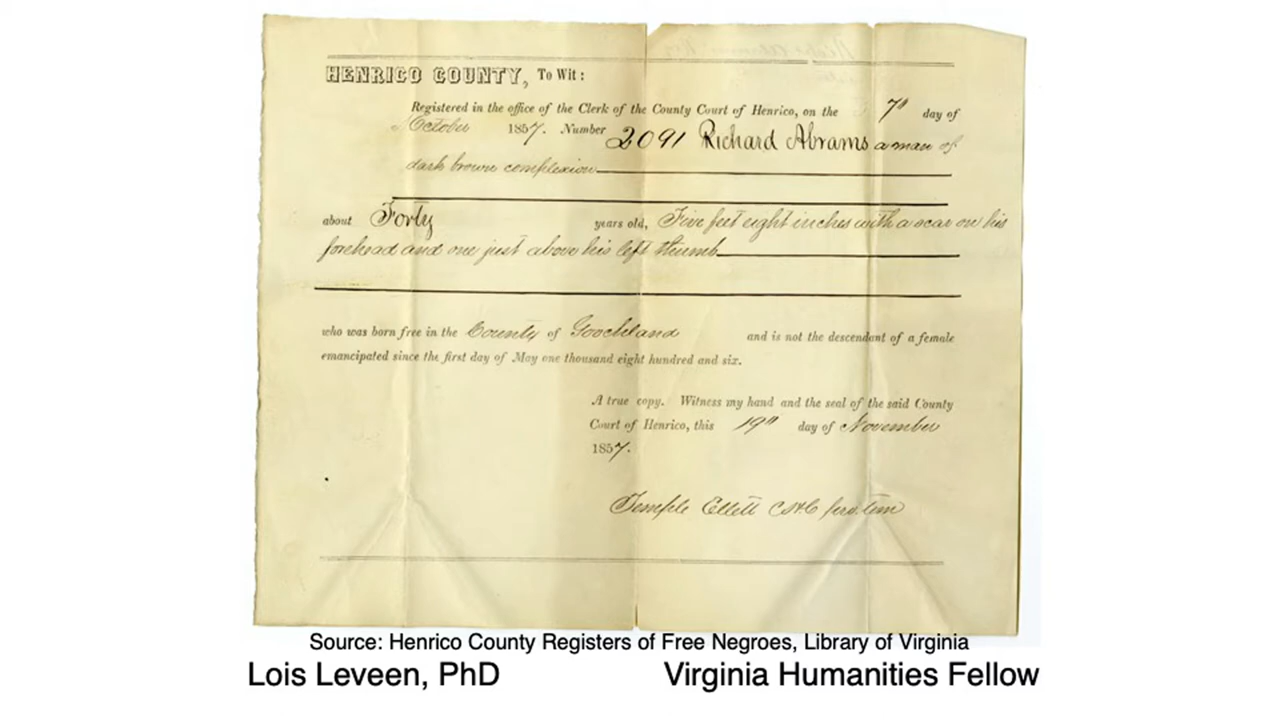 HENRICO COUNTY, To Wit:
Registered in the office of the Clerk of the County Court of Henrico, on the 7" day of
October 1857. Number 2091 Richard Abrams a man of
dark brown complexion
about Forty years old, Five feet eight inches with a scar on his
forehead and one just above his left thumb
who was born free in the County of Goochland and is not the descendant of a female
emancipated since the first day of May one thousand eight hundred and six.
A true copy. Witness my hand and the seal of the said County
Court of Henrico, this 19" day of November
1857.
Temple Ellett pro. tem
Source: Henrico County Registers of Free Negroes, Library of Virginia
Lois Leveen, PhD Virginia Humanities Fellow